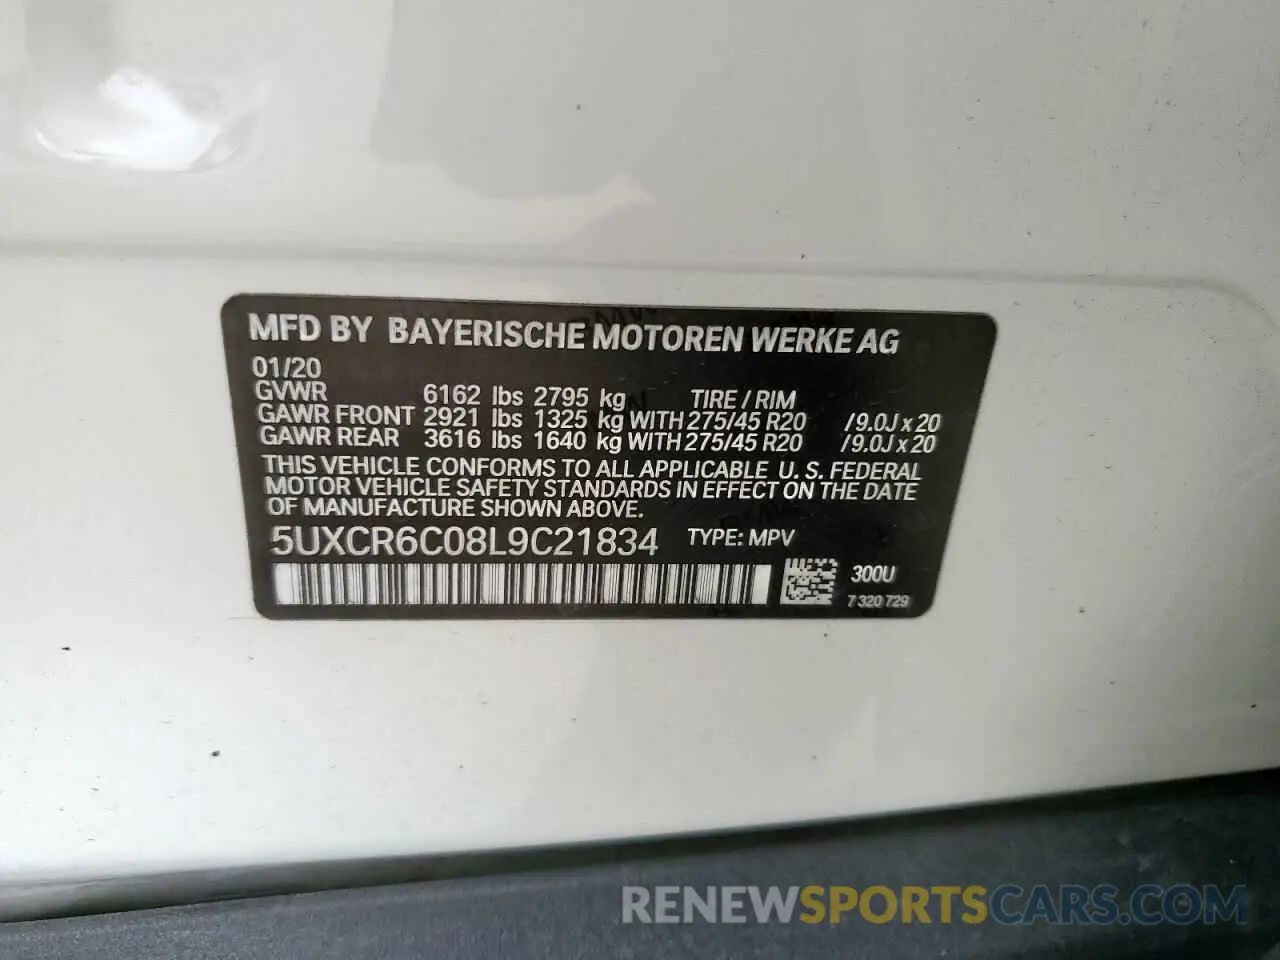 MFD BY BAYERISCHE MOTOREN WERKE AG
01/20
GVWR 6162 lbs 2795 kg TIRE / RIM
GAWR FRONT 2921 lbs 1325 kg WITH 275/45 R20 /9.0J x 20
GAWR REAR 3616 lbs 1640 kg WITH 275/45 R20 /9.0J x 20
THIS VEHICLE CONFORMS TO ALL APPLICABLE U. S. FEDERAL
MOTOR VEHICLE SAFETY STANDARDS IN EFFECT ON THE DATE
OF MANUFACTURE SHOWN ABOVE.
5UXCR6C08L9C21834 TYPE: MPV
300U
7 320 729
RENEWSPORTSCARS.COM